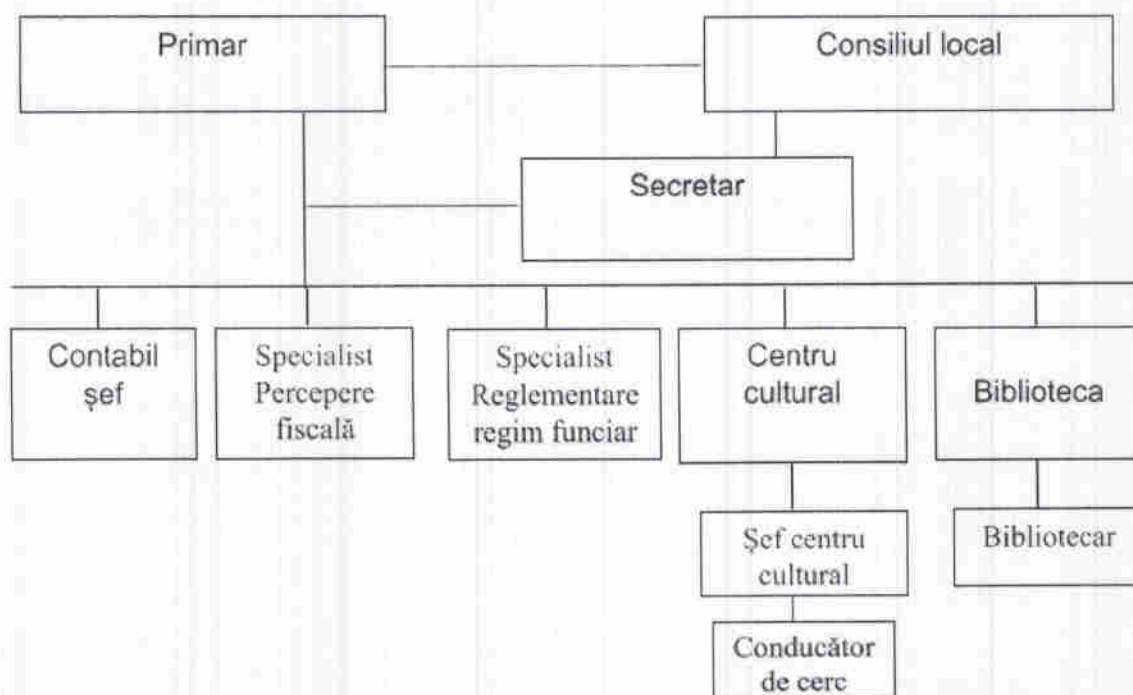 Primar
Consiliul local
Secretar
Contabil
șef
Specialist
Percepere
fiscală
Specialist
Reglementare
regim funciar
Centru
cultural
Biblioteca
Șef centru
cultural
Bibliotecar
Conducător
de cerc